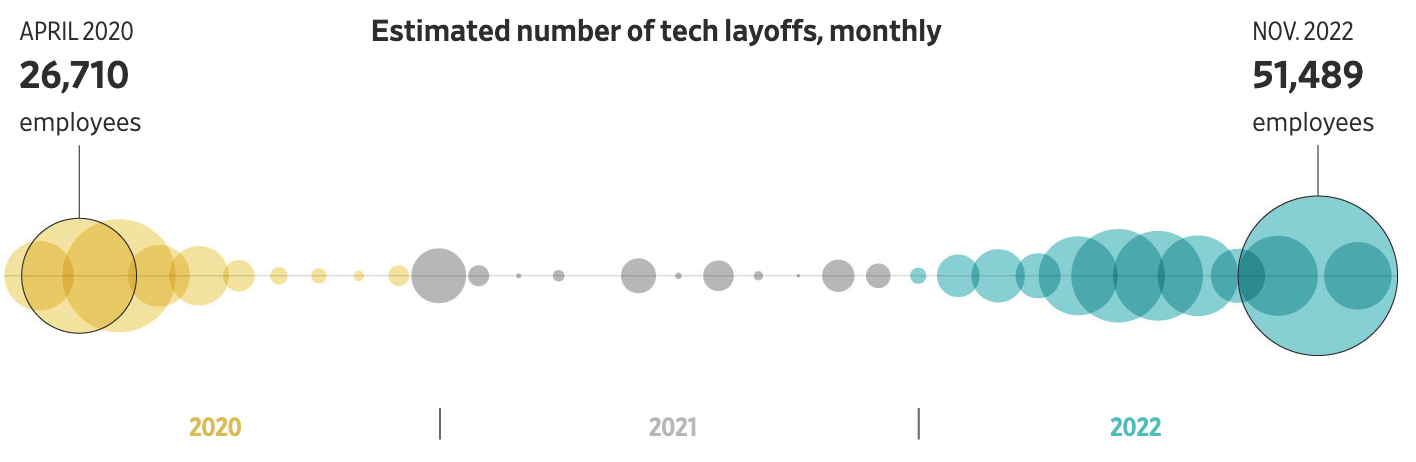 Estimated number of tech layoffs, monthly
APRIL 2020
26,710
employees
NOV. 2022
51,489
employees
2020
2021
2022